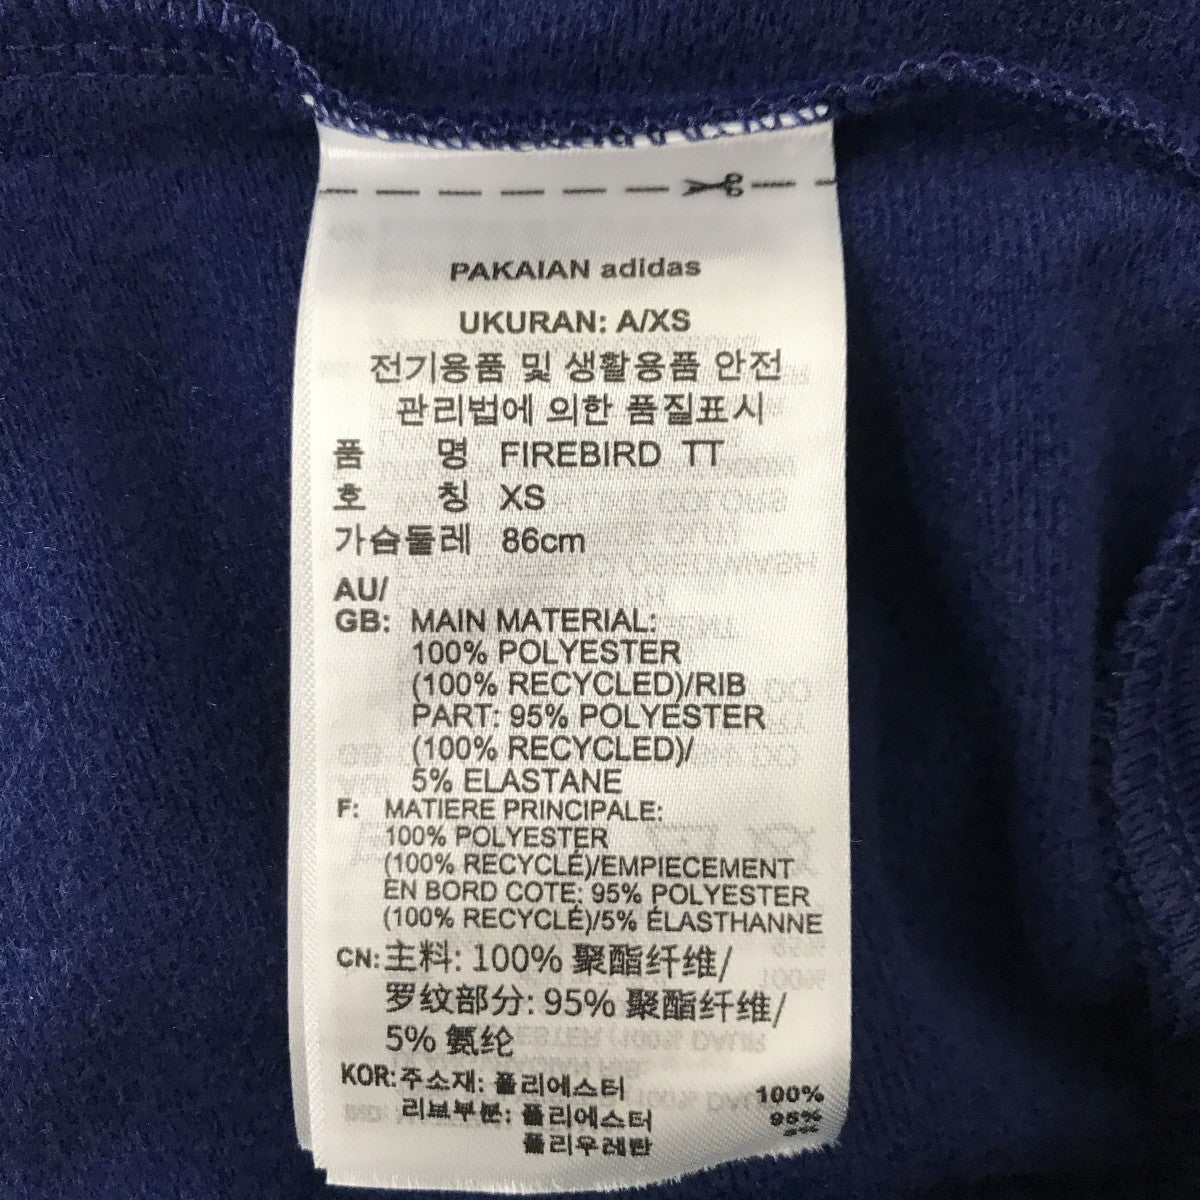 PAKAIAN adidas
UKURAN: A/XS
전기용품 및 생활용품 안전
관리법에 의한 품질표시
품 명 FIREBIRD TT
호 칭 XS
가슴둘레 86cm
AU/
GB: MAIN MATERIAL:
100% POLYESTER
(100% RECYCLED)/RIB
PART: 95% POLYESTER
(100% RECYCLED)/
5% ELASTANE
F: MATIERE PRINCIPALE:
100% POLYESTER
(100% RECYCLÉ)/EMPIECEMENT
EN BORD COTE: 95% POLYESTER
(100% RECYCLÉ)/5% ÉLASTHANNE
CN: 主料: 100% 聚酯纤维/
罗纹部分: 95% 聚酯纤维/
5% 氨纶
KOR: 주소재: 폴리에스터 100%
리브부분: 폴리에스터 95%
폴리우레탄 5%